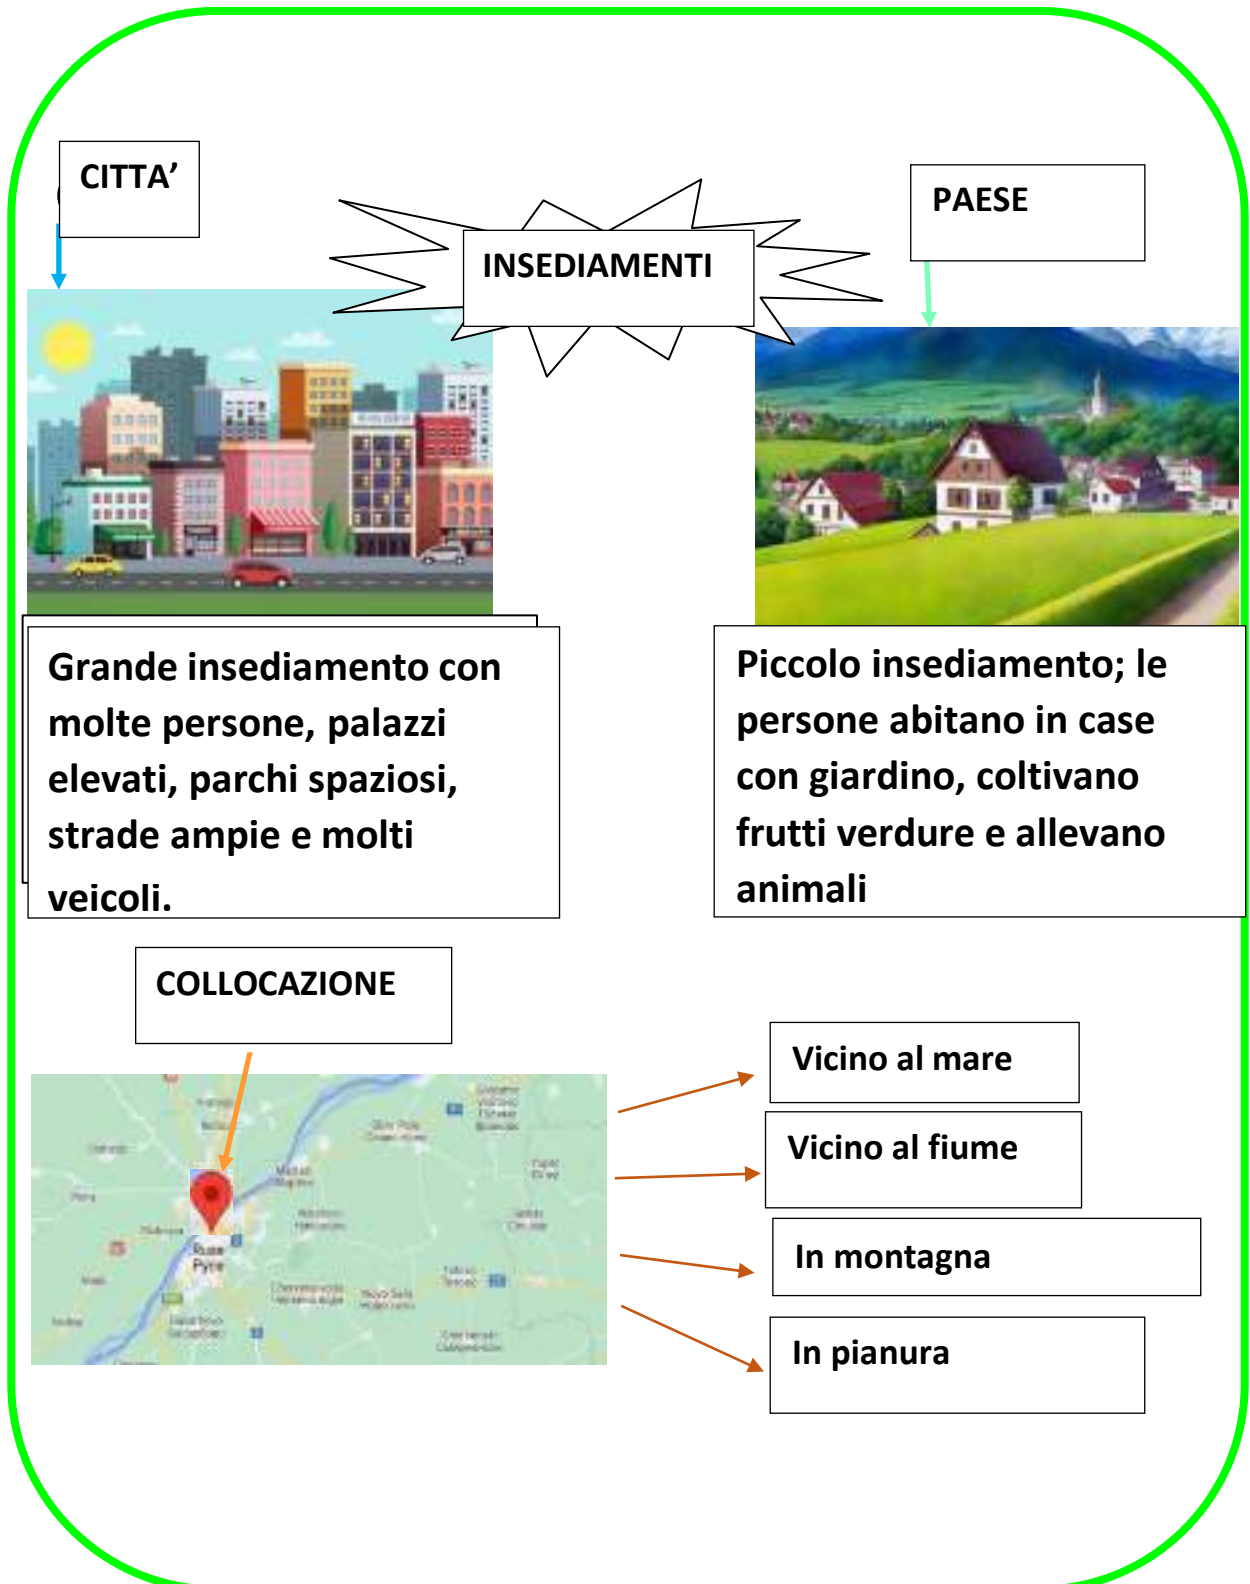 CITTA’
INSEDIAMENTI
PAESE
Grande insediamento con
molte persone, palazzi
elevati, parchi spaziosi,
strade ampie e molti
veicoli.
Piccolo insediamento; le
persone abitano in case
con giardino, coltivano
frutti verdure e allevano
animali
COLLOCAZIONE
Vicino al mare
Vicino al fiume
In montagna
In pianura
Ruse
Pyce